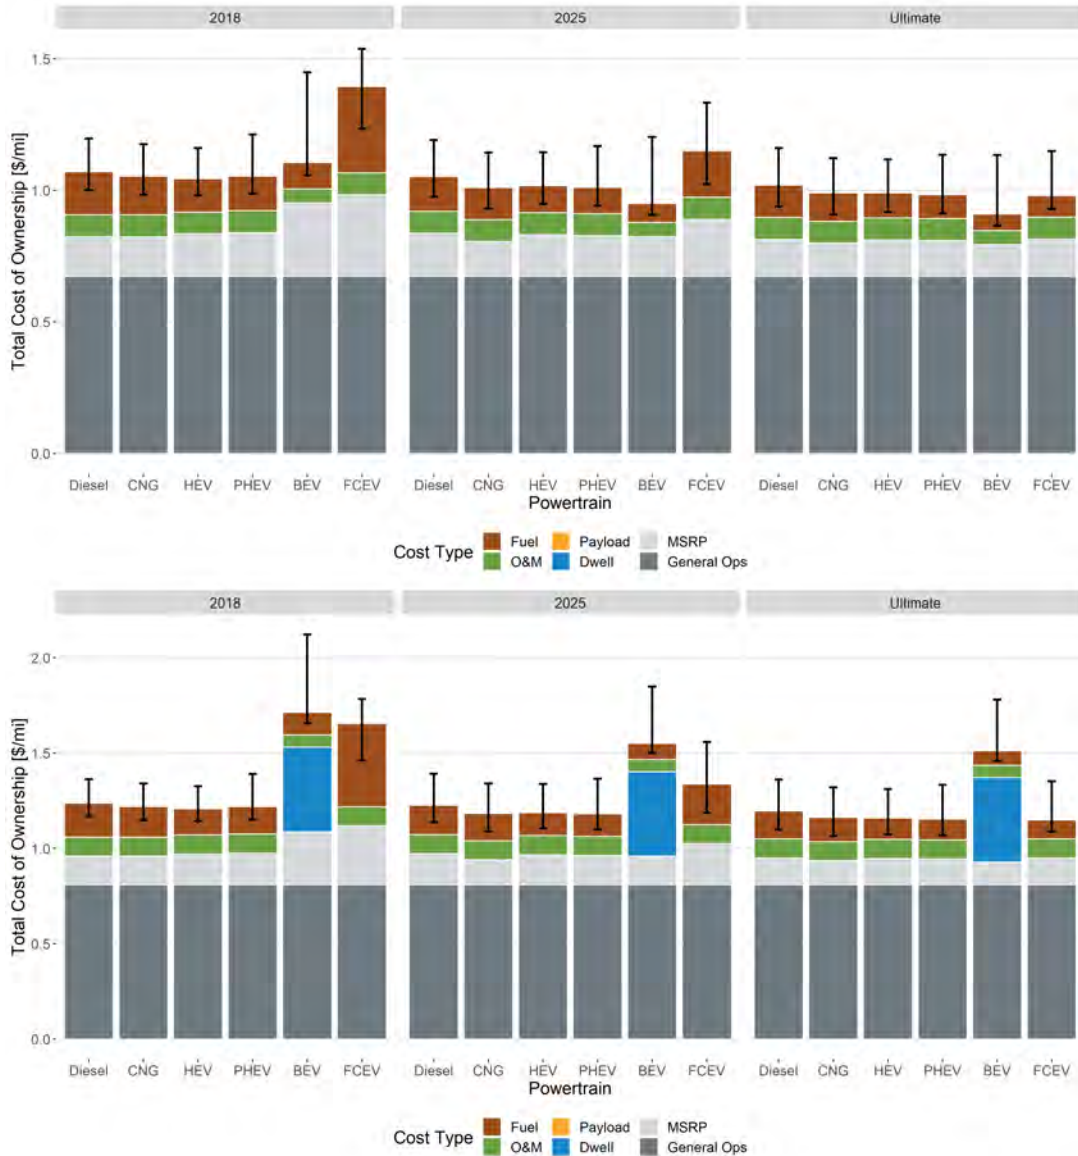 2018 2025 Ultimate
Total Cost of Ownership [$/mi]
1.5
1.0
0.5
0.0
Diesel CNG HEV PHEV BEV FCEV Diesel CNG HEV PHEV BEV FCEV Diesel CNG HEV PHEV BEV FCEV
Powertrain
Cost Type
Fuel Payload MSRP
O&M Dwell General Ops
2018 2025 Ultimate
Total Cost of Ownership [$/mi]
2.0
1.5
1.0
0.5
0.0
Diesel CNG HEV PHEV BEV FCEV Diesel CNG HEV PHEV BEV FCEV Diesel CNG HEV PHEV BEV FCEV
Powertrain
Cost Type
Fuel Payload MSRP
O&M Dwell General Ops